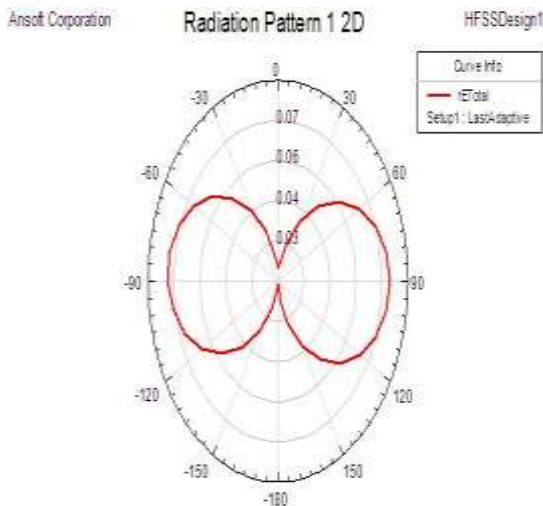 Ansoft Corporation
Radiation Pattern 1 2D
HFSSDesign1
Curve Info
rETotal
Setup1 : LastAdaptive
0
-30
30
0.07
0.06
-60
60
0.04
0.03
-90
90
-120
120
-150
150
-180